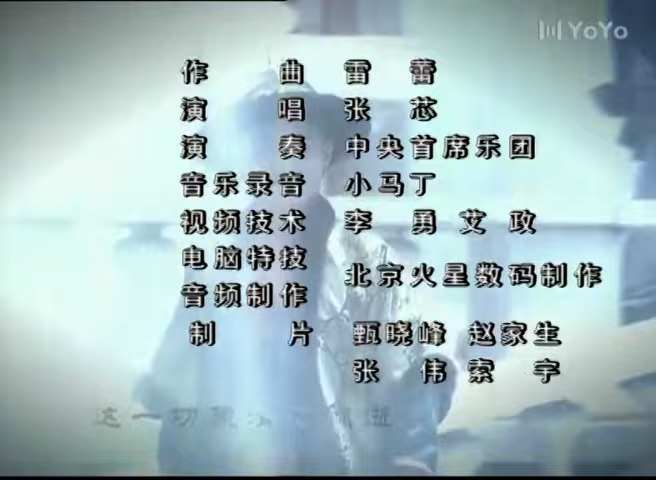 YoYo
作曲 雷蕾
演唱 张芯
演奏 中央首席乐团
音乐录音 小马丁
视频技术 李勇 艾政
电脑特技
北京火星数码制作
音频制作
制片 甄晓峰 赵家生
张伟 索宇
这一切